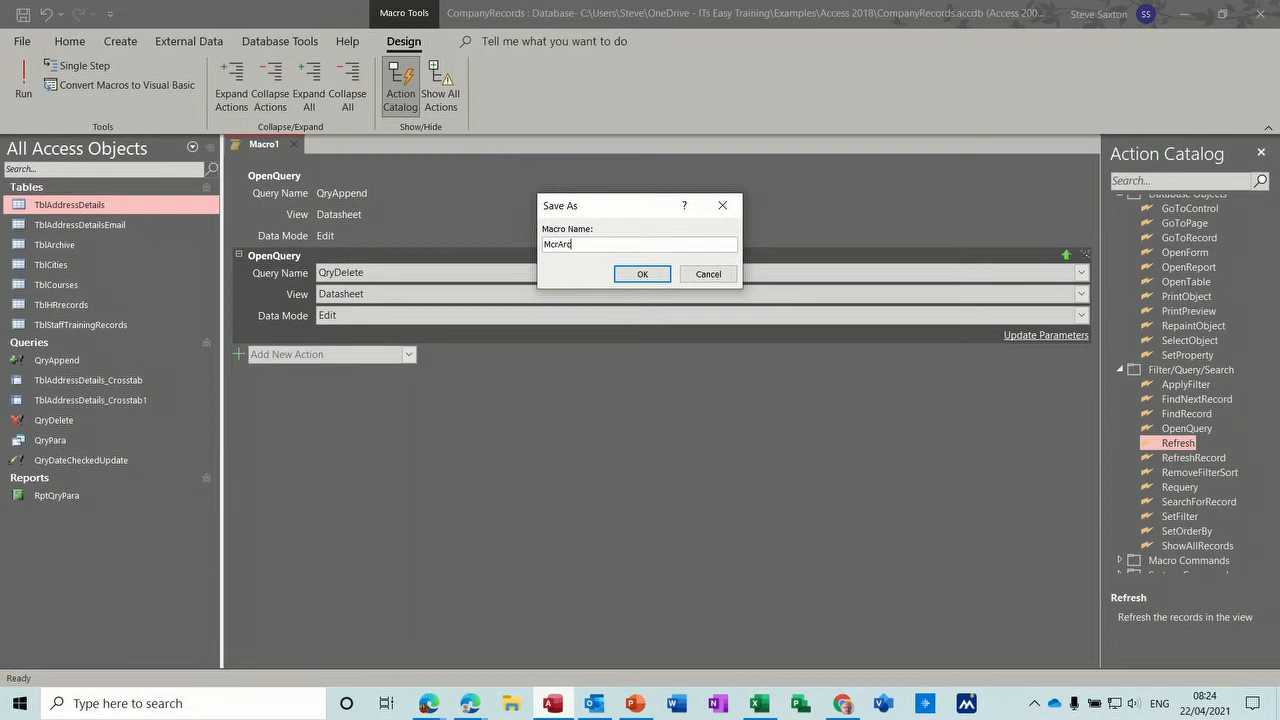 Macro Tools
CompanyRecords : Database- C:\Users\Steve\OneDrive - ITs Easy Training\Examples\Access 2018\CompanyRecords.accdb (Access 200...
Steve Saxton
SS
File
Home
Create
External Data
Database Tools
Help
Design
Tell me what you want to do
Run
Single Step
Convert Macros to Visual Basic
Tools
Expand Actions
Collapse Actions
Expand All
Collapse All
Collapse/Expand
Action Catalog
Show All Actions
Show/Hide
All Access Objects
Search...
Tables
TblAddressDetails
TblAddressDetailsEmail
TblArchive
TblCities
TblCourses
TblHRrecords
TblStaffTrainingRecords
Queries
QryAppend
TblAddressDetails_Crosstab
TblAddressDetails_Crosstab1
QryDelete
QryPara
QryDateCheckedUpdate
Reports
RptQryPara
Macro1
OpenQuery
Query Name QryAppend
View Datasheet
Data Mode Edit
OpenQuery
Query Name QryDelete
View Datasheet
Data Mode Edit
Update Parameters
Add New Action
Save As
?
Macro Name:
McrArc
OK
Cancel
Action Catalog
Search...
Database Objects
GoToControl
GoToPage
GoToRecord
OpenForm
OpenReport
OpenTable
PrintObject
PrintPreview
RepaintObject
SelectObject
SetProperty
Filter/Query/Search
ApplyFilter
FindNextRecord
FindRecord
OpenQuery
Refresh
RefreshRecord
RemoveFilterSort
Requery
SearchForRecord
SetFilter
SetOrderBy
ShowAllRecords
Macro Commands
Refresh
Refresh the records in the view
Ready
Type here to search
ENG
08:24
22/04/2021